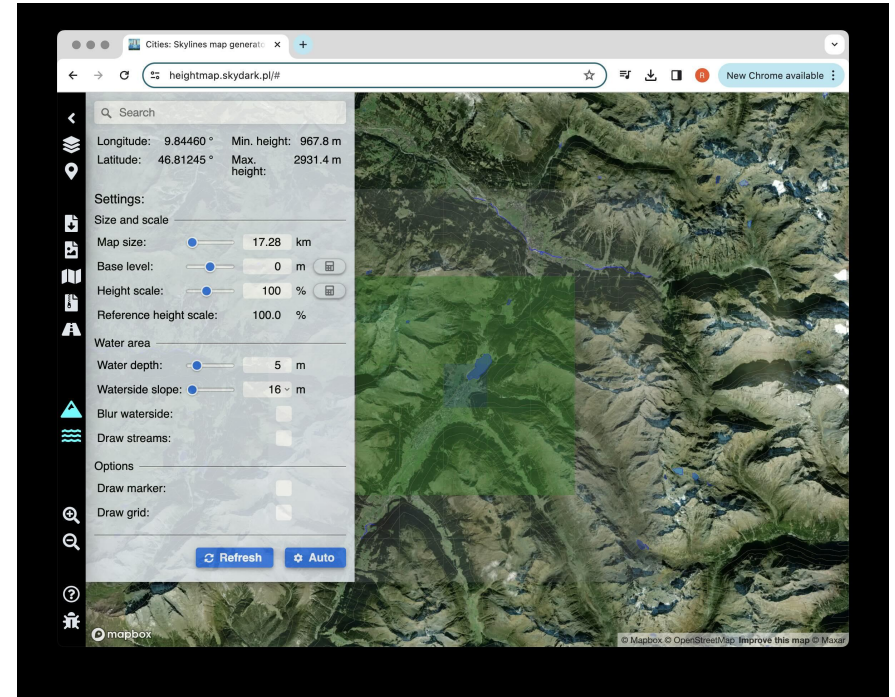 Cities: Skylines map generato
heightmap.skydark.pl/#
R
New Chrome available
Search
Longitude: 9.84460 ° Min. height: 967.8 m
Latitude: 46.81245 ° Max. height: 2931.4 m
Settings:
Size and scale
Map size: 17.28 km
Base level: 0 m
Height scale: 100 %
Reference height scale: 100.0 %
Water area
Water depth: 5 m
Waterside slope: 16 m
Blur waterside:
Draw streams:
Options
Draw marker:
Draw grid:
Refresh Auto
mapbox
© Mapbox © OpenStreetMap Improve this map © Maxar